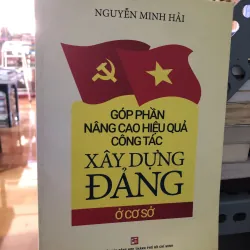 NGUYỄN MINH HẢI
GÓP PHẦN
NÂNG CAO HIỆU QUẢ
CÔNG TÁC
XÂY DỰNG
ĐẢNG
Ở CƠ SỞ